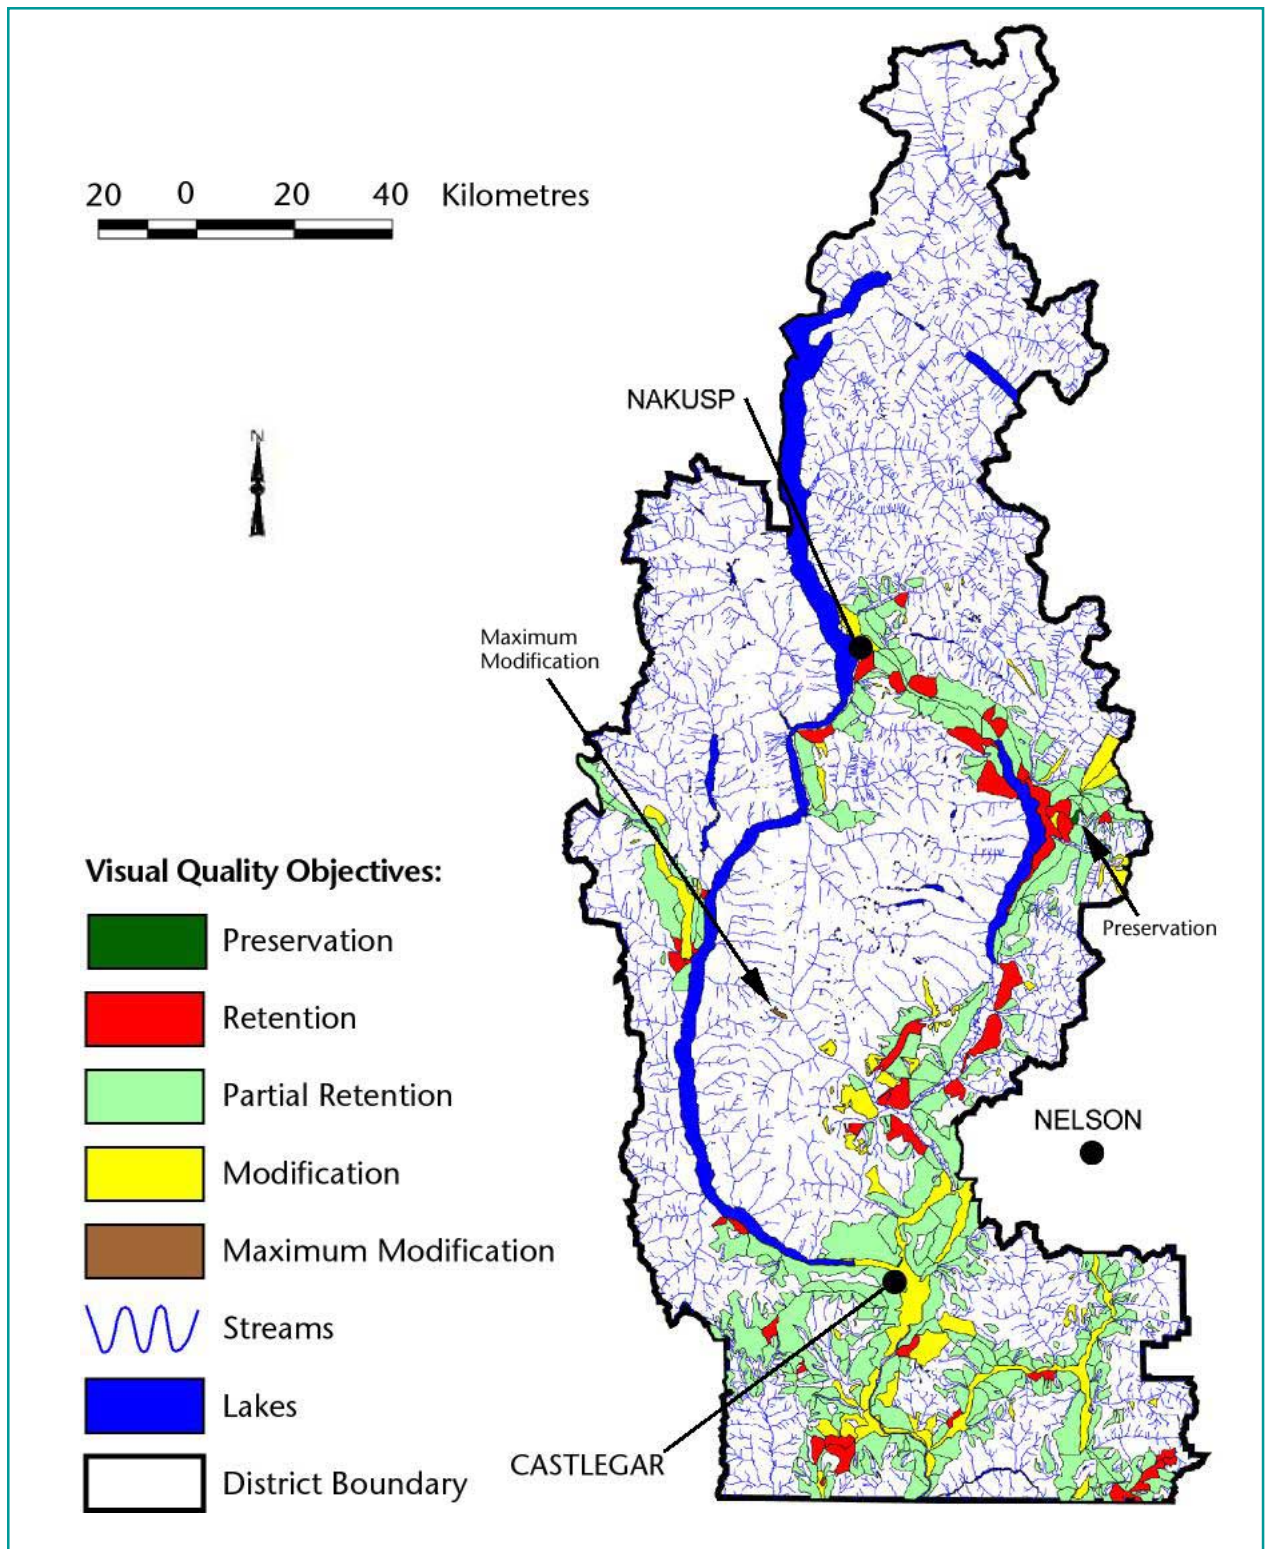 20 0 20 40 Kilometres
NAKUSP
N
Maximum
Modification
Visual Quality Objectives:
Preservation
Retention
Partial Retention
Modification
Maximum Modification
Streams
Lakes
District Boundary
Preservation
NELSON
CASTLEGAR